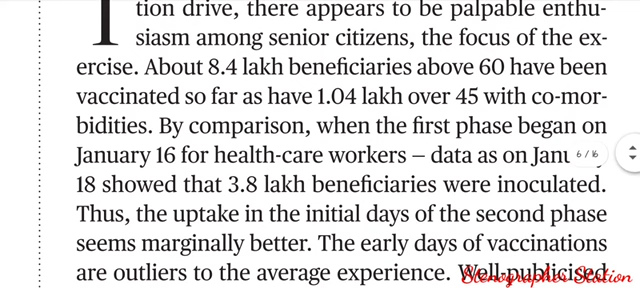 tion drive, there appears to be palpable enthu-
siasm among senior citizens, the focus of the ex-
ercise. About 8.4 lakh beneficiaries above 60 have been
vaccinated so far as have 1.04 lakh over 45 with co-mor-
bidities. By comparison, when the first phase began on
January 16 for health-care workers – data as on Janu 6 / 16
18 showed that 3.8 lakh beneficiaries were inoculated.
Thus, the uptake in the initial days of the second phase
seems marginally better. The early days of vaccinations
are outliers to the average experience. Well-publicised
Stenographer Station